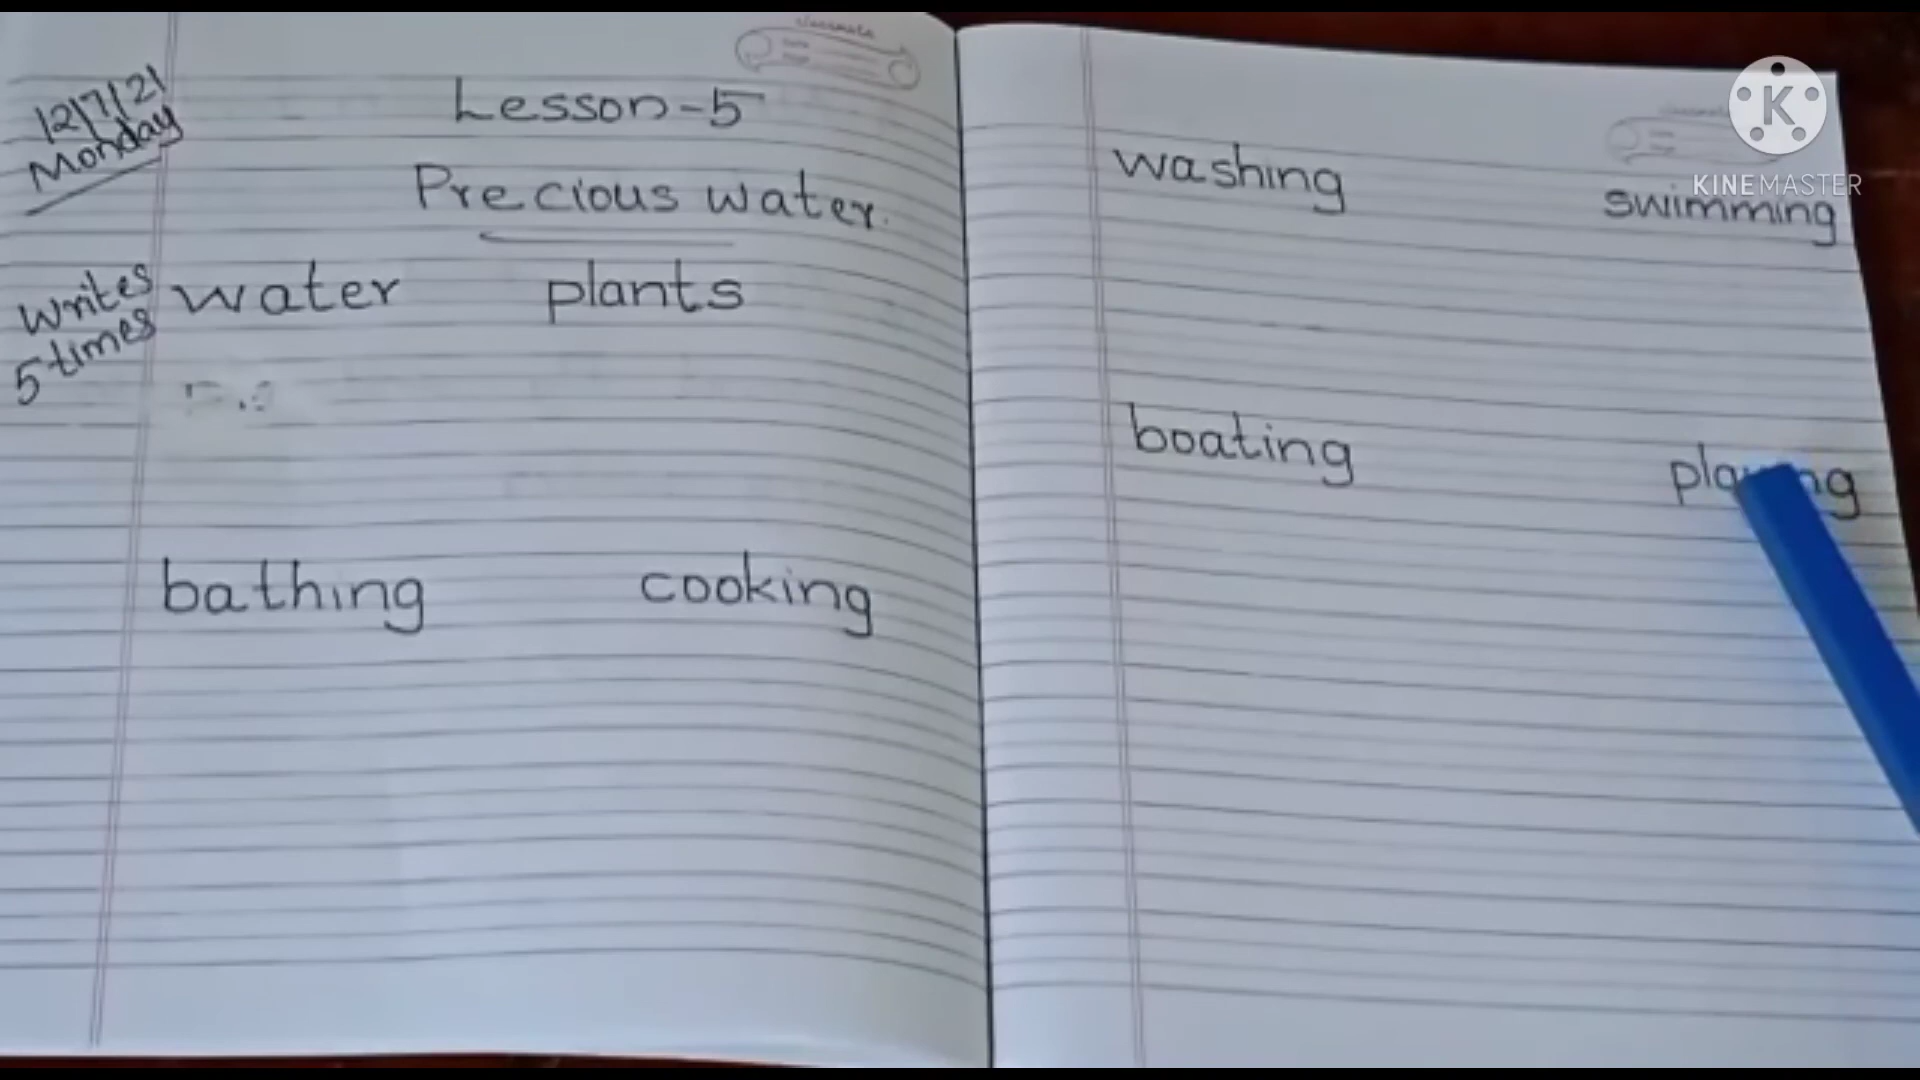 12/7/21
Monday
Lesson-5
Precious water.
writes
5 times
water plants
bathing cooking
classmate
KINEMASTER
washing swimming
boating